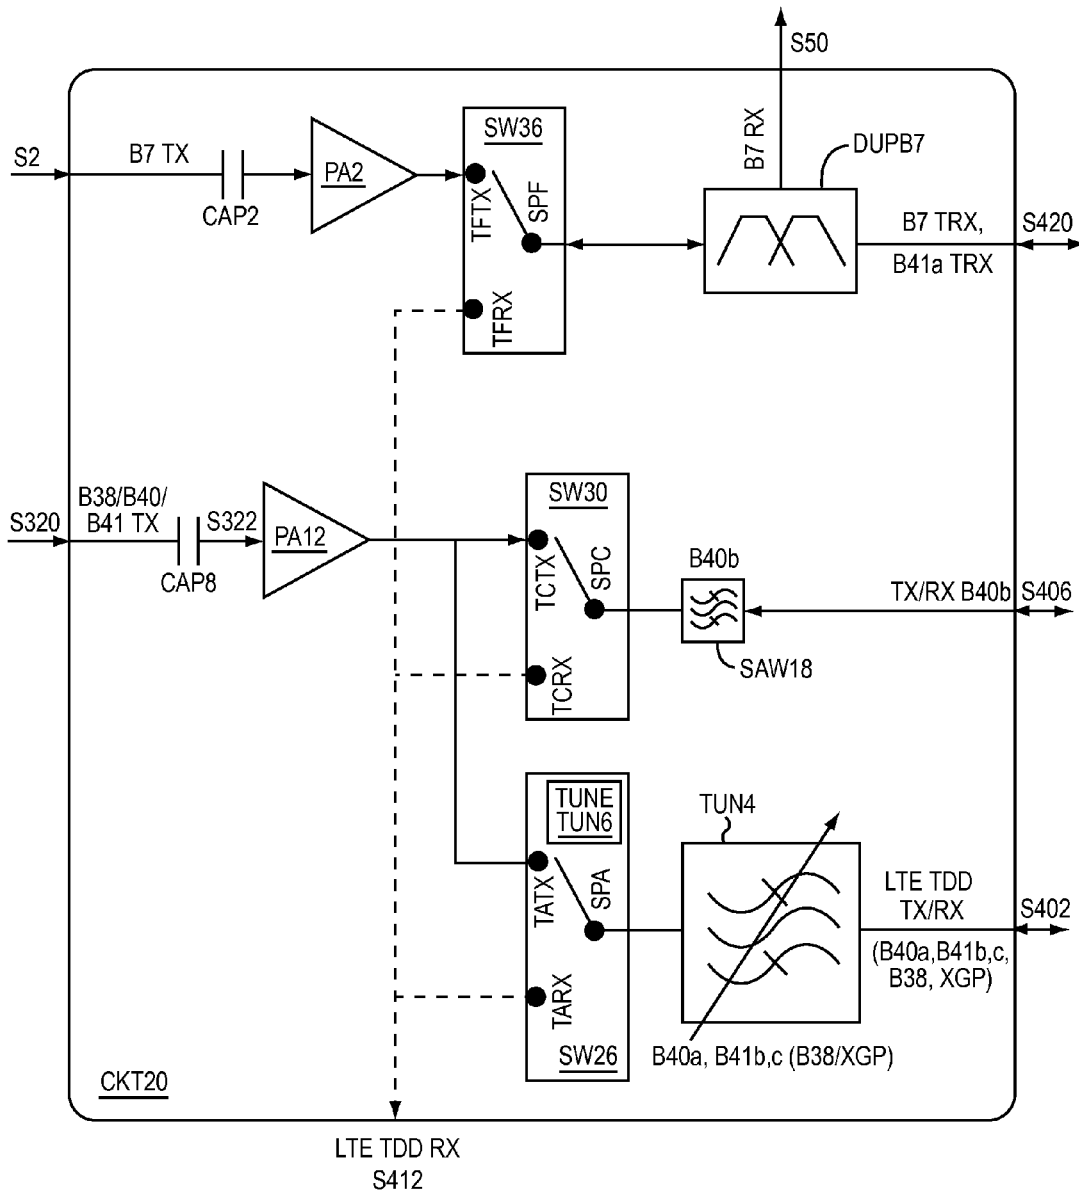 S50
SW36
B7 RX
DUPB7
S2
B7 TX
PA2
CAP2
TFTX
SPF
TFRX
B7 TRX,
B41a TRX
S420
B38/B40/
B41 TX
S320
S322
PA12
CAP8
SW30
TCTX
SPC
TCRX
B40b
SAW18
TX/RX B40b
S406
TUNE
TUN6
TATX
SPA
TARX
SW26
TUN4
B40a, B41b,c (B38/XGP)
LTE TDD
TX/RX
(B40a,B41b,c,
B38, XGP)
S402
CKT20
LTE TDD RX
S412